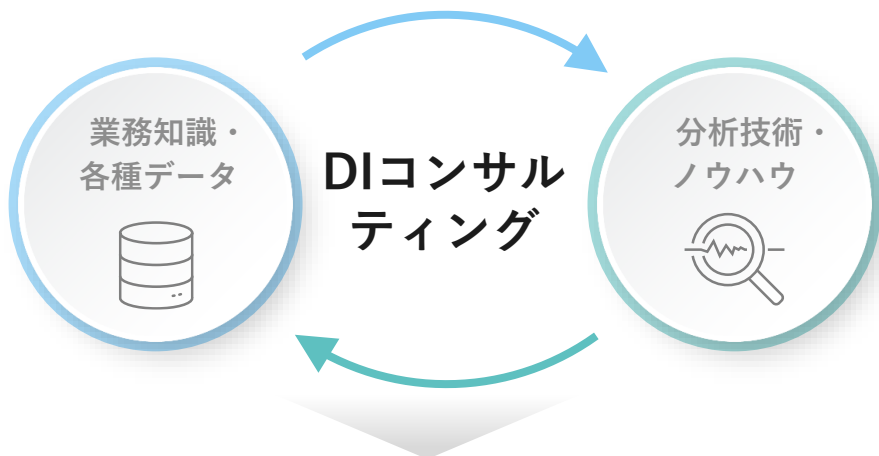 業務知識・
各種データ
DIコンサル
ティング
分析技術・
ノウハウ